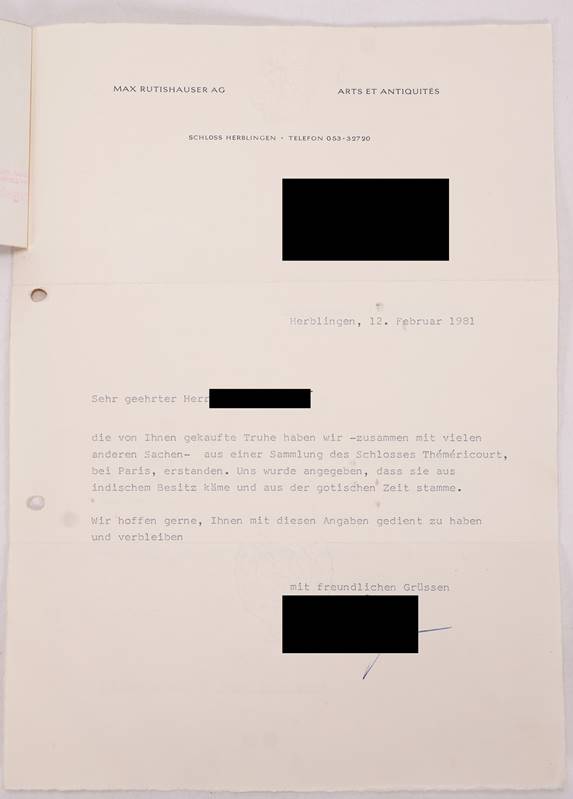 MAX RUTISHAUSER AG
ARTS ET ANTIQUITÉS
SCHLOSS HERBLINGEN · TELEFON 053-32720
Herblingen, 12. Februar 1981
Sehr geehrter Herr
die von Ihnen gekaufte Truhe haben wir -zusammen mit vielen
anderen Sachen- aus einer Sammlung des Schlosses Théméricourt,
bei Paris, erstanden. Uns wurde angegeben, dass sie aus
indischem Besitz käme und aus der gotischen Zeit stamme.
Wir hoffen gerne, Ihnen mit diesen Angaben gedient zu haben
und verbleiben
mit freundlichen Grüssen